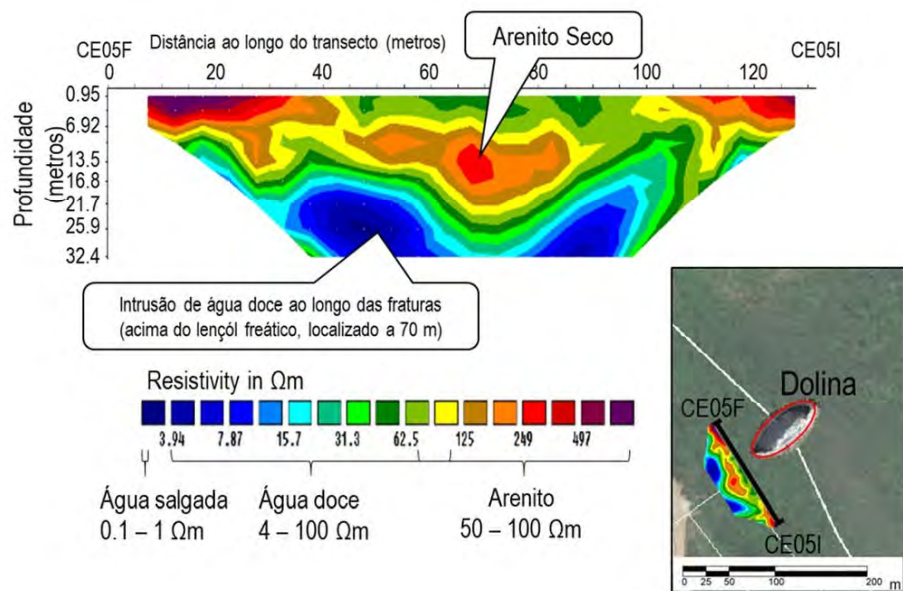 CE05F
Distância ao longo do transecto (metros)
Arenito Seco
CE05I
0 20 40 60 80 100 120
Profundidade
(metros)
0.95
6.92
13.5
16.8
21.7
25.9
32.4
Intrusão de água doce ao longo das fraturas
(acima do lençól freático, localizado a 70 m)
Resistivity in Ωm
3.94 7.87 15.7 31.3 62.5 125 249 497
Água salgada
0.1 – 1 Ωm
Água doce
4 – 100 Ωm
Arenito
50 – 100 Ωm
Dolina
CE05F
CE05I
0 25 50 100 200
m